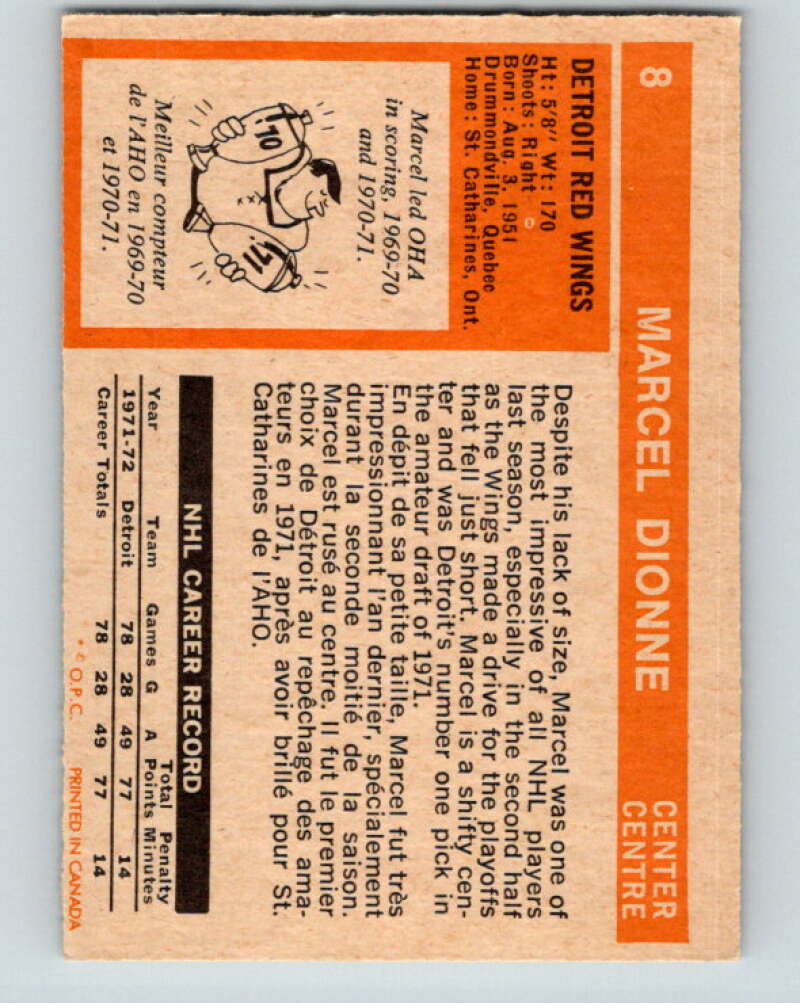 8
MARCEL DIONNE
CENTER
CENTRE
DETROIT RED WINGS
Ht: 5'8" Wt: 170
Shoots: Right
Born: Aug. 3, 1951
Drummondville, Quebec
Home: St. Catharines, Ont.
Marcel led OHA
in scoring, 1969-70
and 1970-71.
'70
'71
Meilleur compteur
de l'AHO en 1969-70
et 1970-71.
Despite his lack of size, Marcel was one of
the most impressive of all NHL players
last season, especially in the second half
as the Wings made a drive for the playoffs
that fell just short. Marcel is a shifty cen-
ter and was Detroit's number one pick in
the amateur draft of 1971.
En dépit de sa petite taille, Marcel fut très
impressionnant l'an dernier, spécialement
durant la seconde moitié de la saison.
Marcel est rusé au centre. Il fut le premier
choix de Détroit au repêchage des ama-
teurs en 1971, après avoir brillé pour St.
Catharines de l'AHO.
NHL CAREER RECORD
Total Penalty
Year Team Games G A Points Minutes
1971-72 Detroit 78 28 49 77 14
Career Totals 78 28 49 77 14
* © O.P.C. PRINTED IN CANADA